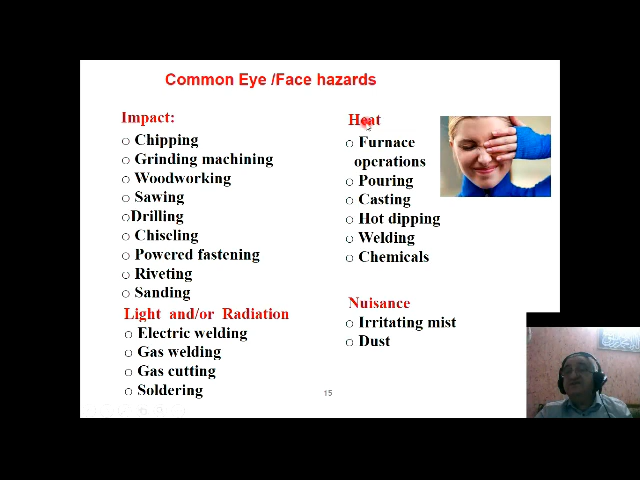 Common Eye /Face hazards
Impact:
○ Chipping
○ Grinding machining
○ Woodworking
○ Sawing
○Drilling
○ Chiseling
○ Powered fastening
○ Riveting
○ Sanding
Light and/or Radiation
○ Electric welding
○ Gas welding
○ Gas cutting
○ Soldering
Heat
○ Furnace
operations
○ Pouring
○ Casting
○ Hot dipping
○ Welding
○ Chemicals
Nuisance
○ Irritating mist
○ Dust
15